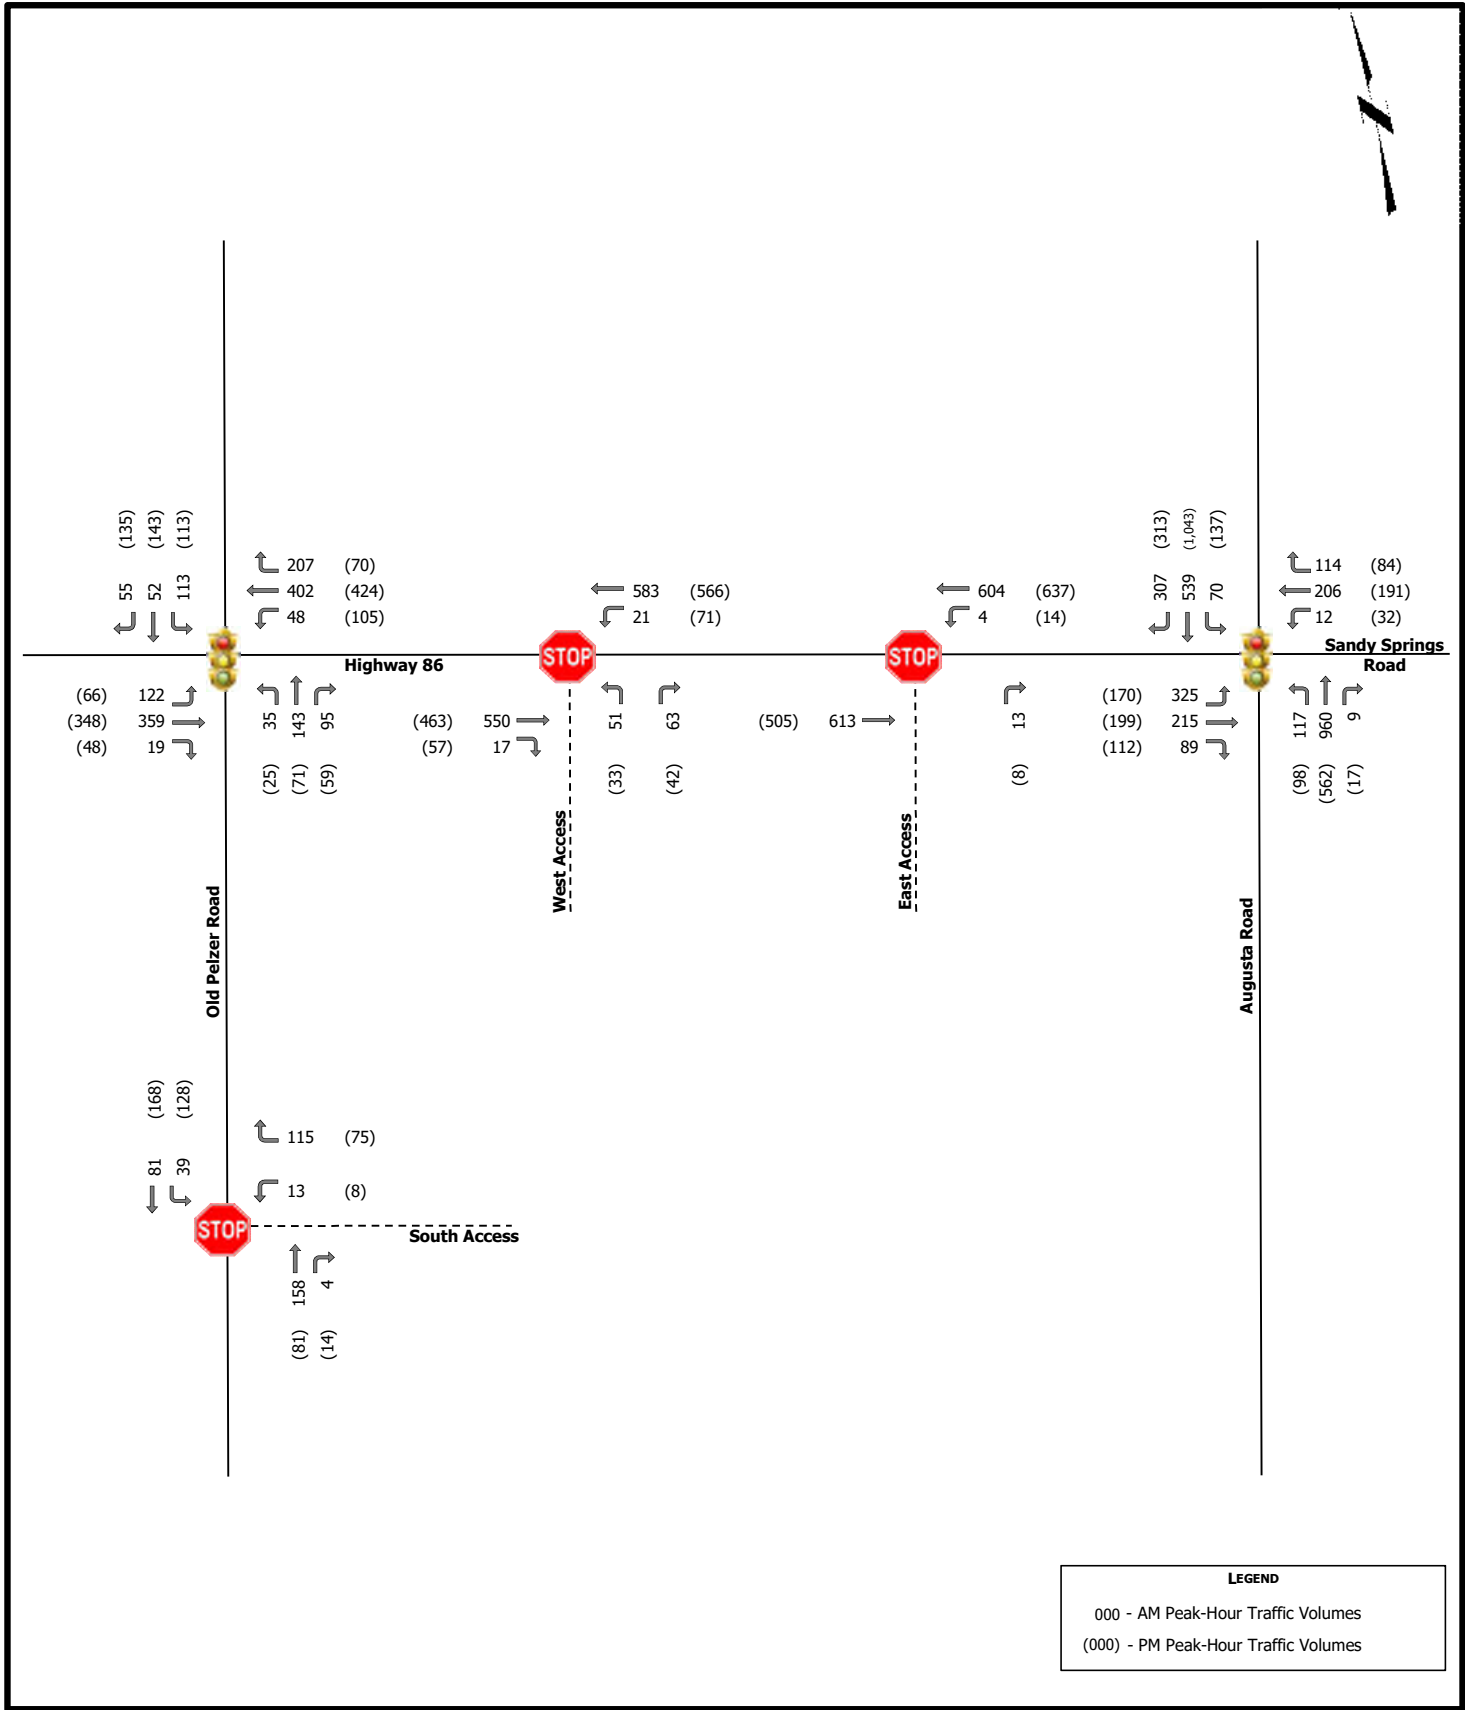 (135) (143) (113)
55 52 113
207 (70)
402 (424)
48 (105)
583 (566)
21 (71)
604 (637)
4 (14)
(313) (1,043) (137)
307 539 70
114 (84)
206 (191)
12 (32)
Sandy Springs
Road
Highway 86
STOP
STOP
(66) 122
(348) 359
(48) 19
35 143 95
(25) (71) (59)
(463) 550
(57) 17
51 63
(33) (42)
(505) 613
13
(8)
(170) 325
(199) 215
(112) 89
117 960 9
(98) (562) (17)
West Access
East Access
Old Pelzer Road
Augusta Road
(168) (128)
81 39
115 (75)
13 (8)
STOP
South Access
158 4
(81) (14)
LEGEND
000 - AM Peak-Hour Traffic Volumes
(000) - PM Peak-Hour Traffic Volumes